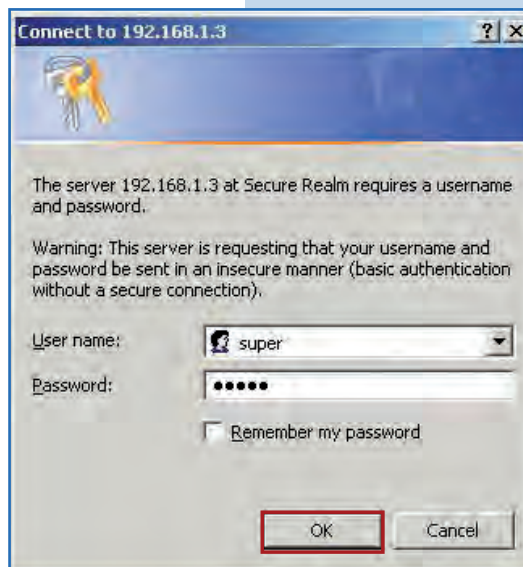 Connect to 192.168.1.3
The server 192.168.1.3 at Secure Realm requires a username
and password.
Warning: This server is requesting that your username and
password be sent in an insecure manner (basic authentication
without a secure connection).
User name:
super
Password:
•••••
Remember my password
OK
Cancel